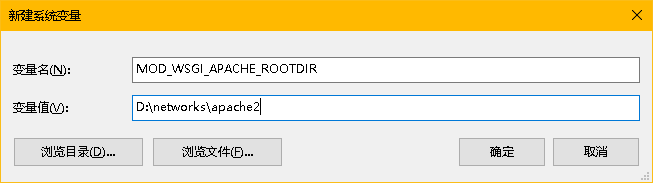 新建系统变量
变量名(N): MOD_WSGI_APACHE_ROOTDIR
变量值(V): D:\networks\apache2
浏览目录(D)... 浏览文件(F)... 确定 取消